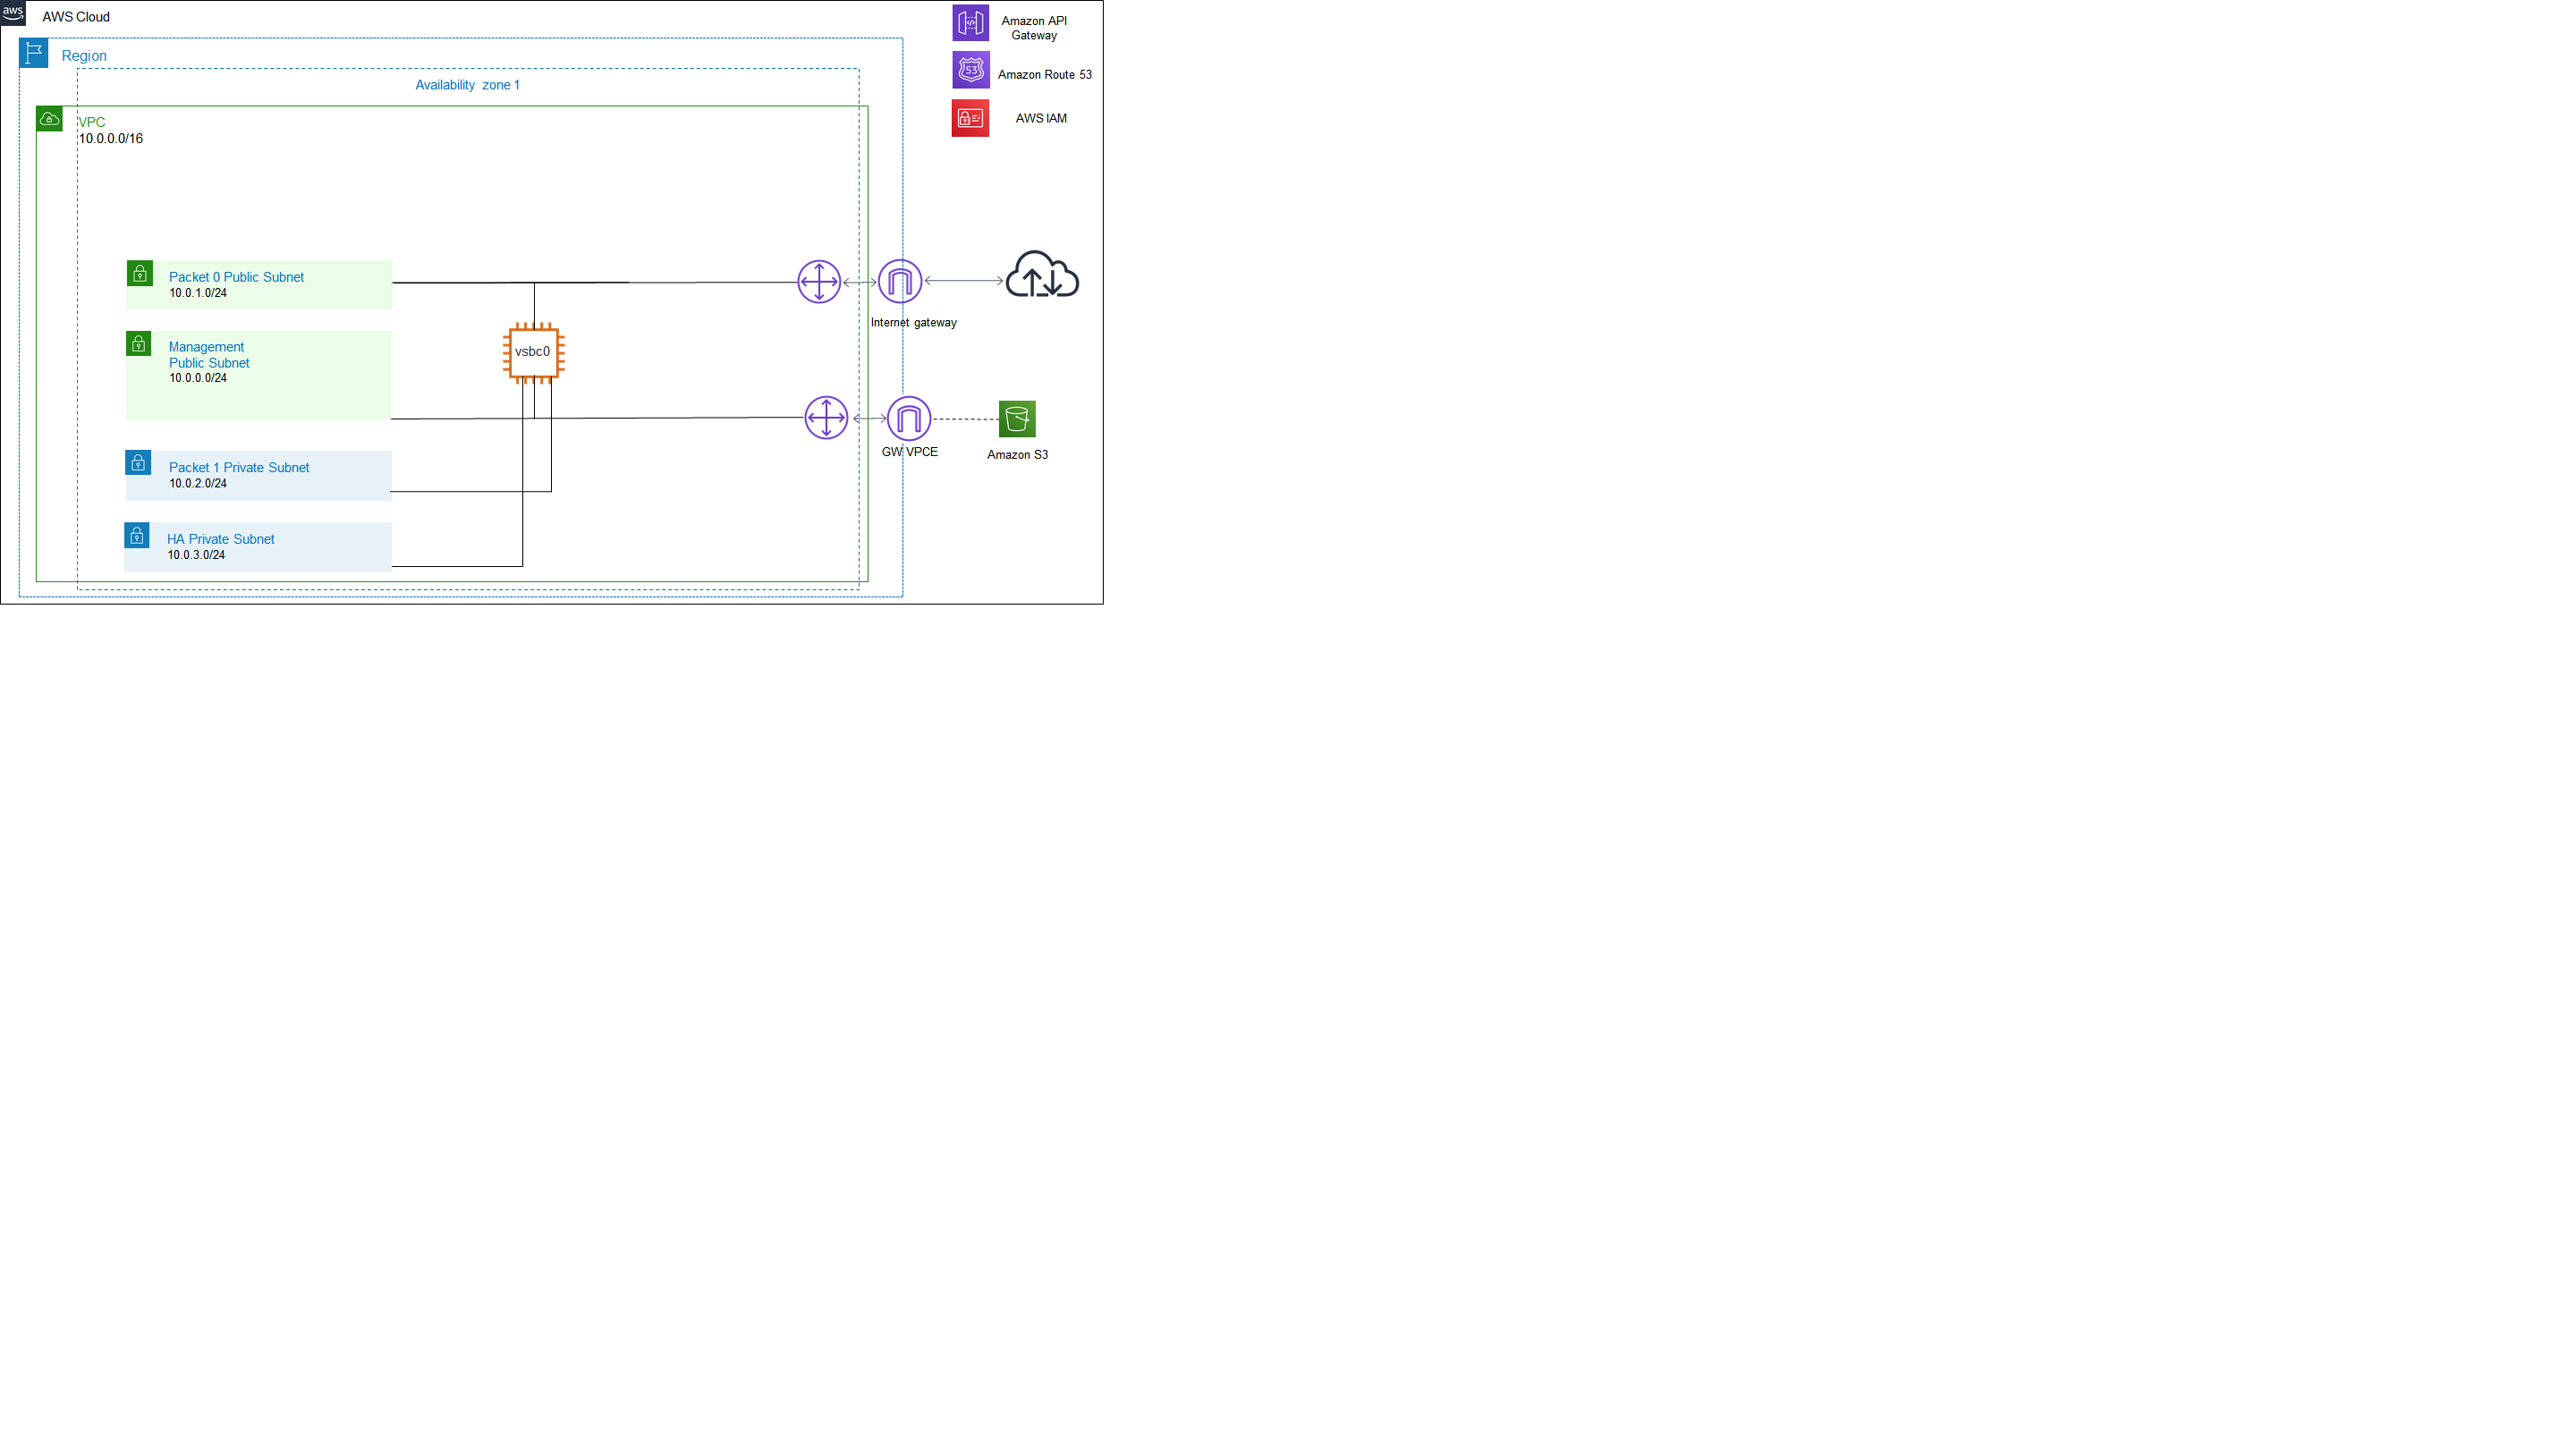 aws
AWS Cloud
Amazon API
Gateway
Region
53
Amazon Route 53
Availability zone 1
AWS IAM
VPC
10.0.0.0/16
Packet 0 Public Subnet
10.0.1.0/24
Internet gateway
Management
Public Subnet
10.0.0.0/24
vsbc0
GW VPCE
Amazon S3
Packet 1 Private Subnet
10.0.2.0/24
HA Private Subnet
10.0.3.0/24